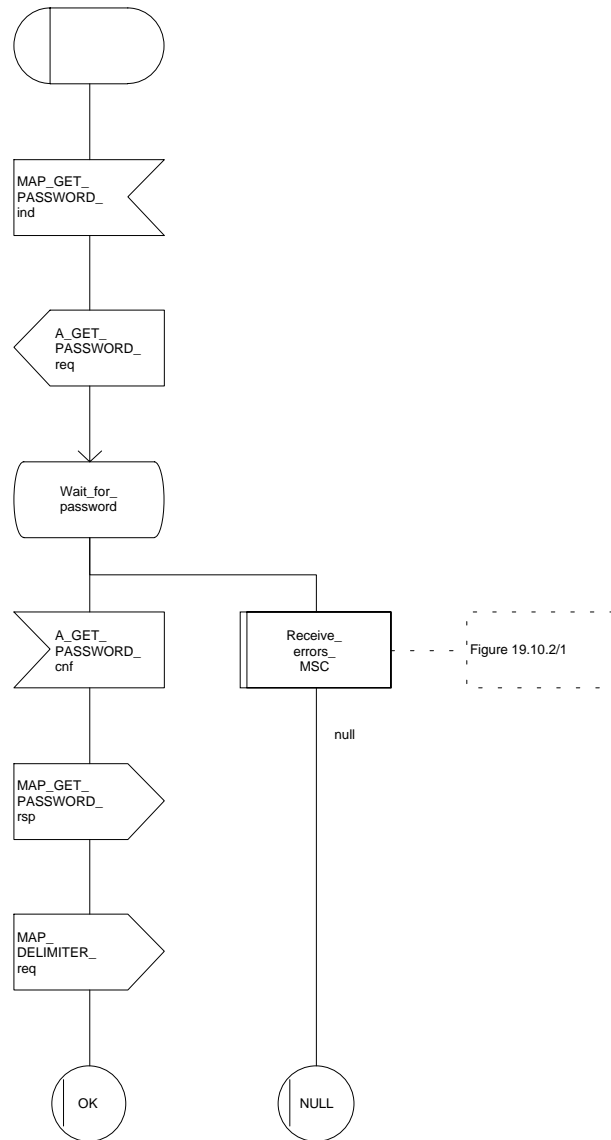 MAP_GET_
PASSWORD_
ind
A_GET_
PASSWORD_
req
Wait_for_
password
A_GET_
PASSWORD_
cnf
Receive_
errors_
MSC
Figure 19.10.2/1
null
MAP_GET_
PASSWORD_
rsp
MAP_
DELIMITER_
req
OK
NULL